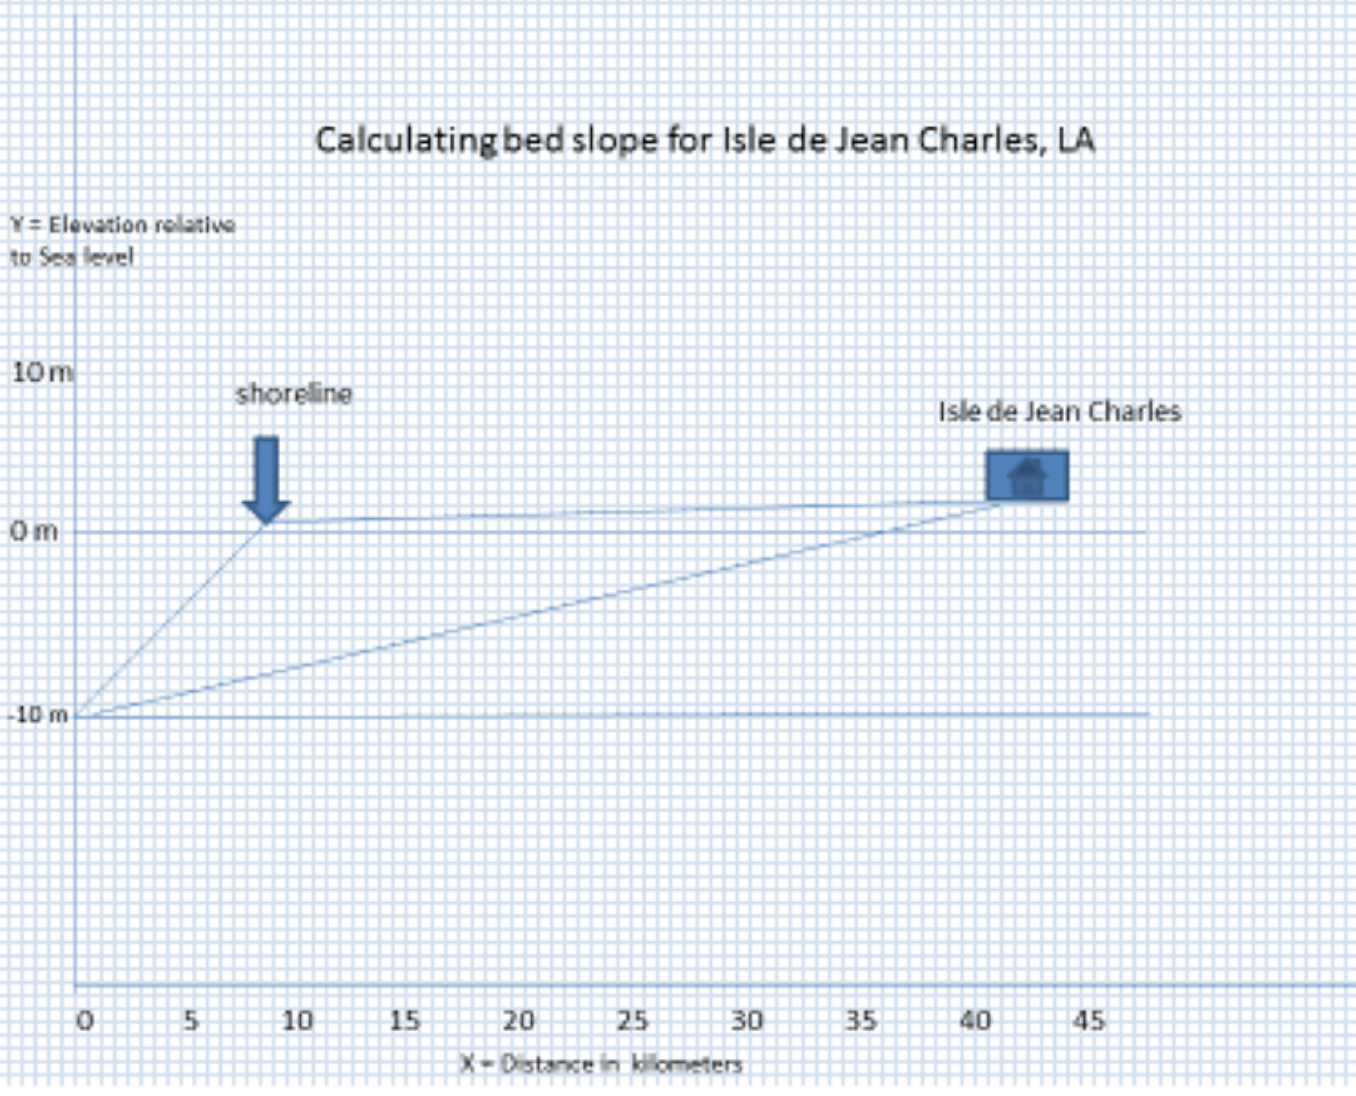 Calculating bed slope for Isle de Jean Charles, LA
Y = Elevation relative
to Sea level
10 m
shoreline
Isle de Jean Charles
0 m
-10 m
0 5 10 15 20 25 30 35 40 45
X = Distance in kilometers